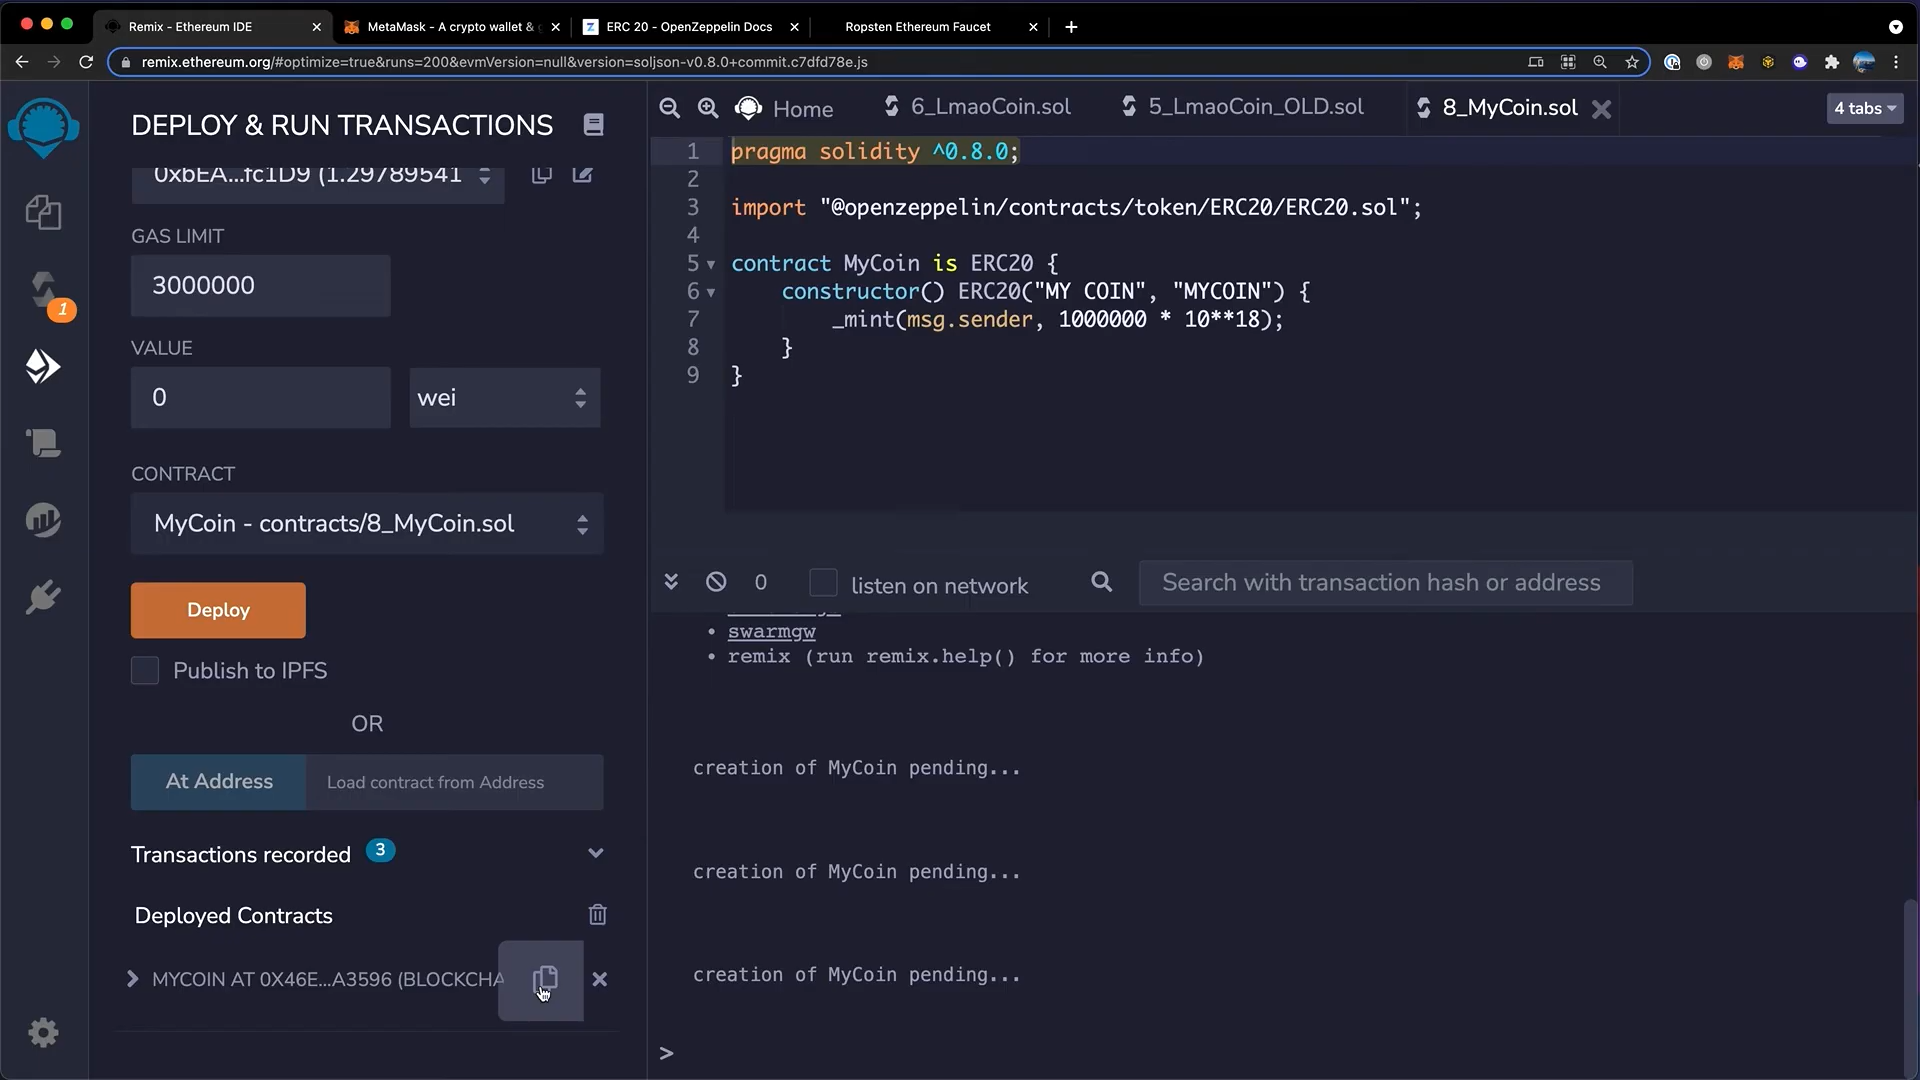 Remix - Ethereum IDE
MetaMask - A crypto wallet &
ERC 20 - OpenZeppelin Docs
Ropsten Ethereum Faucet
remix.ethereum.org/#optimize=true&runs=200&evmVersion=null&version=soljson-v0.8.0+commit.c7dfd78e.js
DEPLOY & RUN TRANSACTIONS
0xbEA...fc1D9 (1.29789541
GAS LIMIT
3000000
VALUE
0
wei
CONTRACT
MyCoin - contracts/8_MyCoin.sol
Deploy
Publish to IPFS
OR
At Address
Load contract from Address
Transactions recorded 3
Deployed Contracts
MYCOIN AT 0X46E...A3596 (BLOCKCHA
1
Home
6_LmaoCoin.sol
5_LmaoCoin_OLD.sol
8_MyCoin.sol
4 tabs
1 pragma solidity ^0.8.0;
2
3 import "@openzeppelin/contracts/token/ERC20/ERC20.sol";
4
5 contract MyCoin is ERC20 {
6 constructor() ERC20("MY COIN", "MYCOIN") {
7 _mint(msg.sender, 1000000 * 10**18);
8 }
9 }
0
listen on network
Search with transaction hash or address
• swarmgw
• remix (run remix.help() for more info)
creation of MyCoin pending...
creation of MyCoin pending...
creation of MyCoin pending...
>